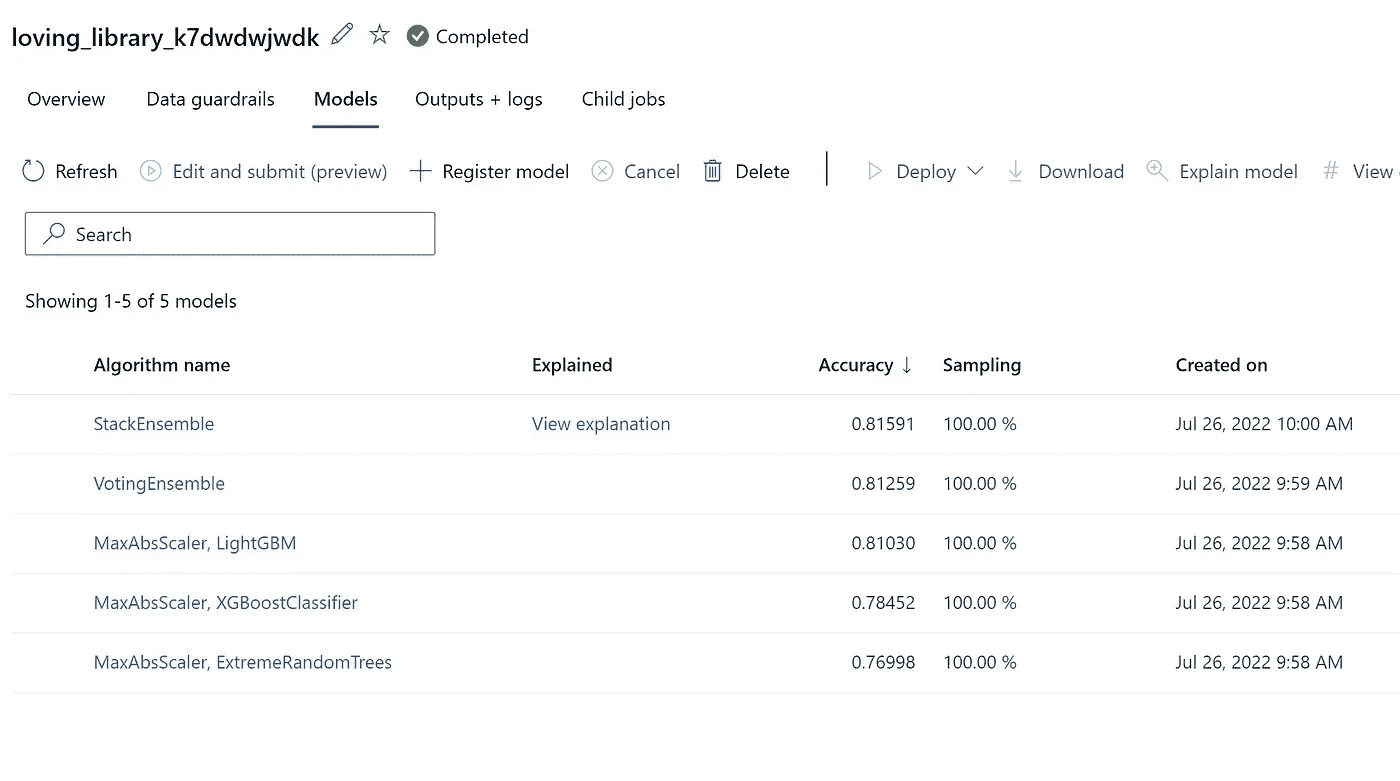 loving_library_k7dwdwjwdk Completed
Overview Data guardrails Models Outputs + logs Child jobs
Refresh Edit and submit (preview) Register model Cancel Delete Deploy Download Explain model # View
Search
Showing 1-5 of 5 models
Algorithm name Explained Accuracy ↓ Sampling Created on
StackEnsemble View explanation 0.81591 100.00 % Jul 26, 2022 10:00 AM
VotingEnsemble 0.81259 100.00 % Jul 26, 2022 9:59 AM
MaxAbsScaler, LightGBM 0.81030 100.00 % Jul 26, 2022 9:58 AM
MaxAbsScaler, XGBoostClassifier 0.78452 100.00 % Jul 26, 2022 9:58 AM
MaxAbsScaler, ExtremeRandomTrees 0.76998 100.00 % Jul 26, 2022 9:58 AM